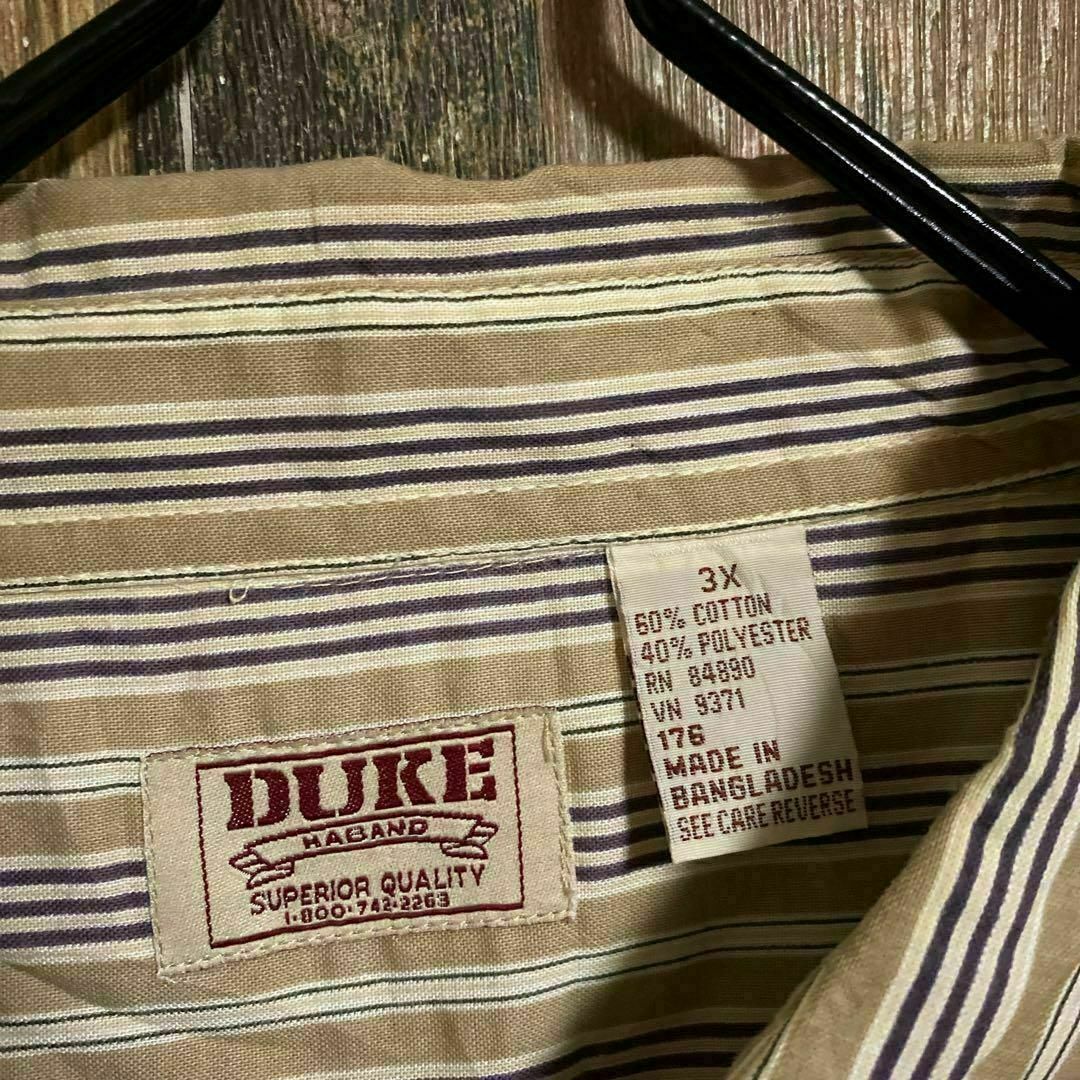 DUKE
HABAND
SUPERIOR QUALITY
1-800-742-2263
3X
60% COTTON
40% POLYESTER
RN 84890
VN 9371
176
MADE IN
BANGLADESH
SEE CARE REVERSE